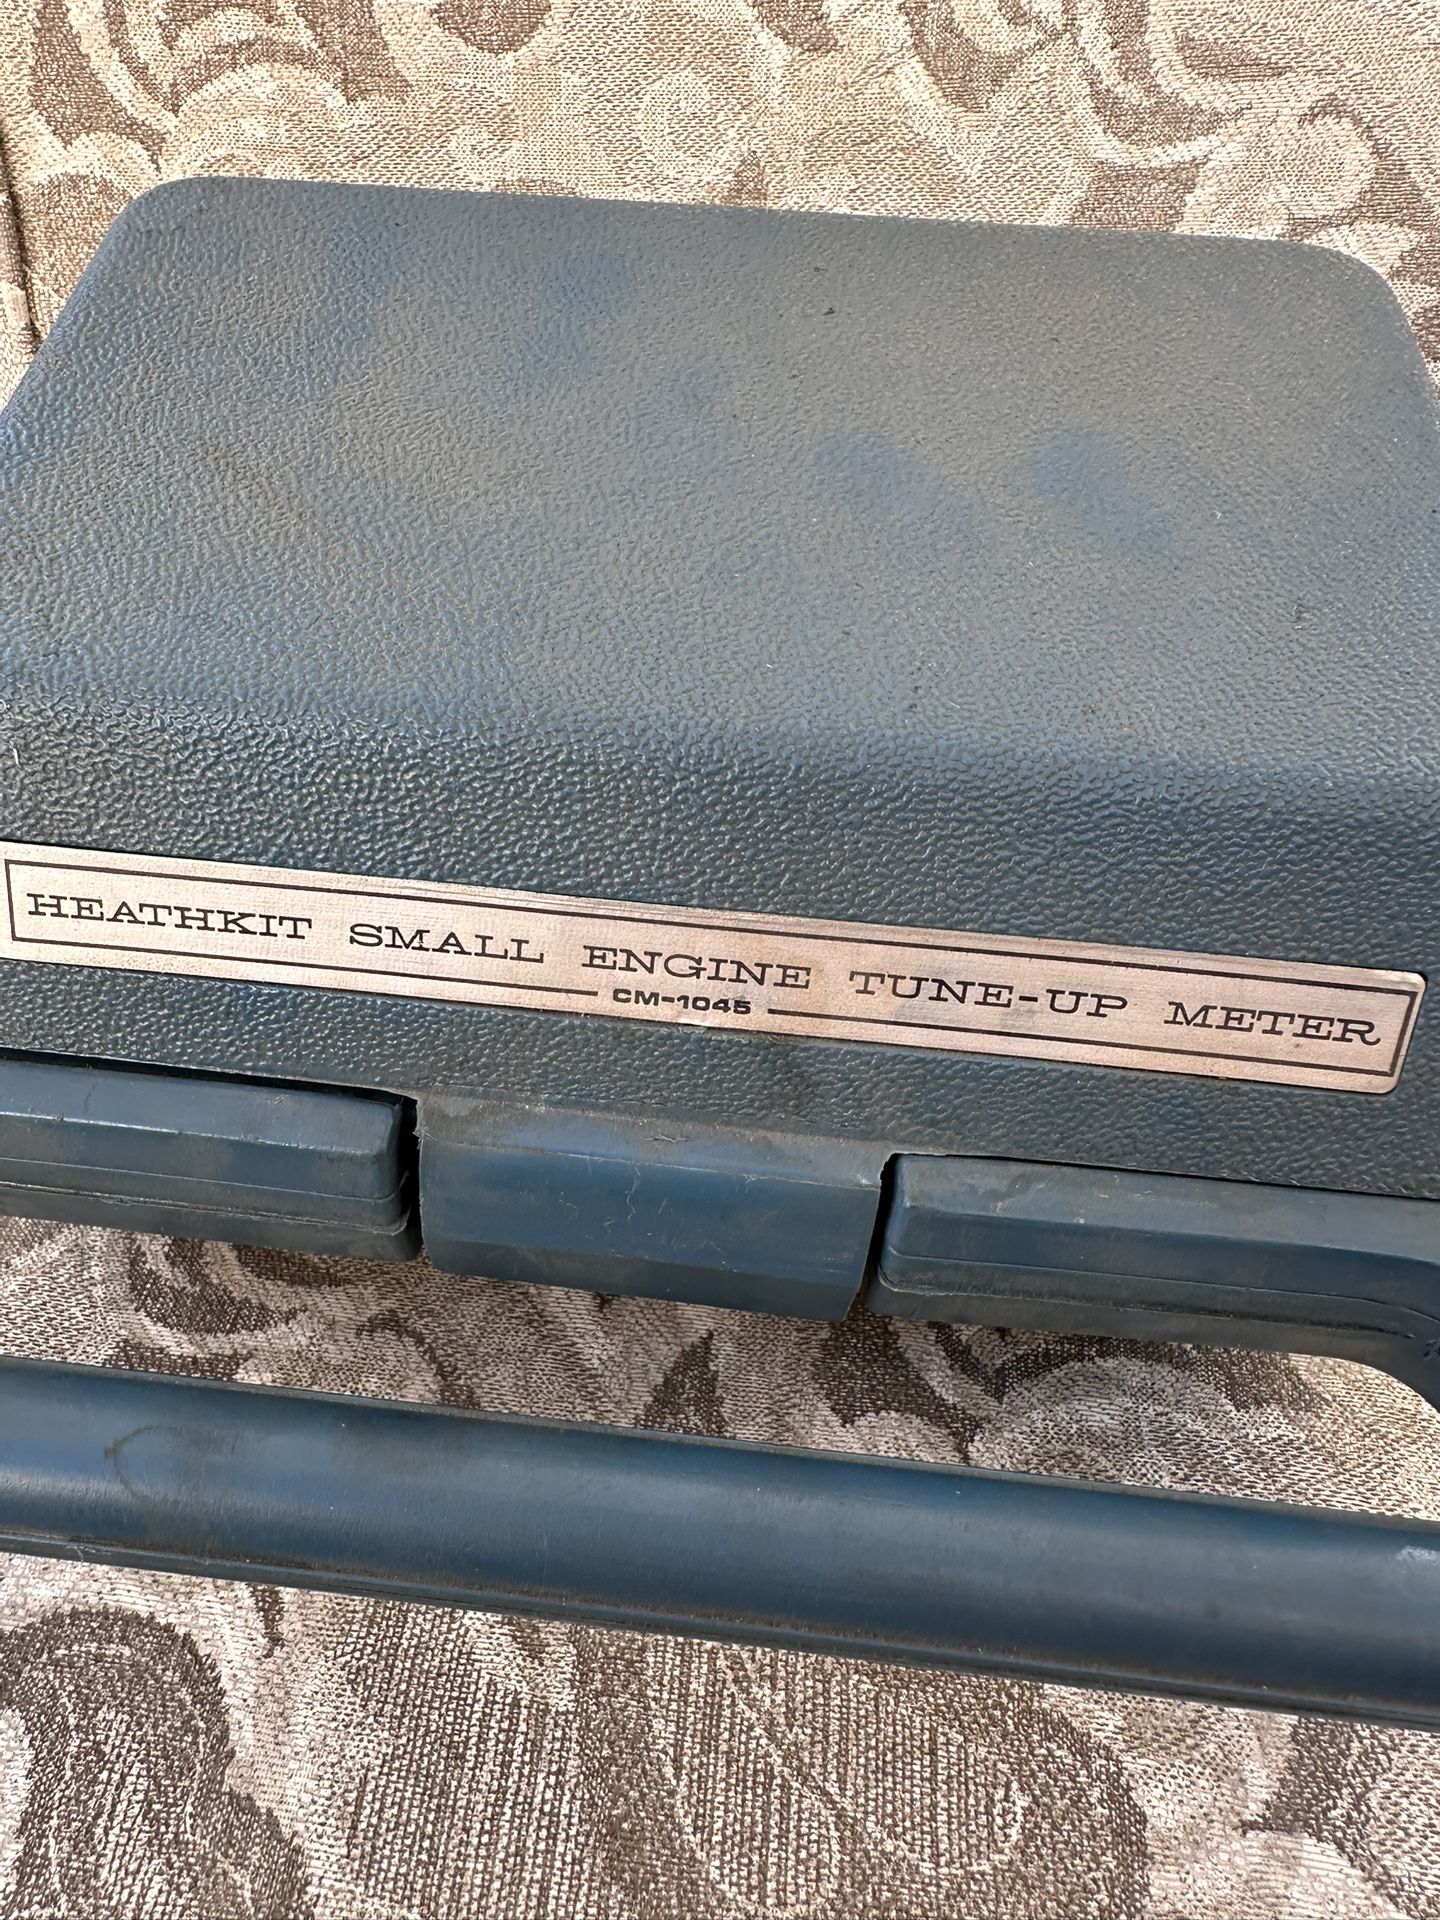 HEATHKIT SMALL ENGINE TUNE-UP METER
CM-1045